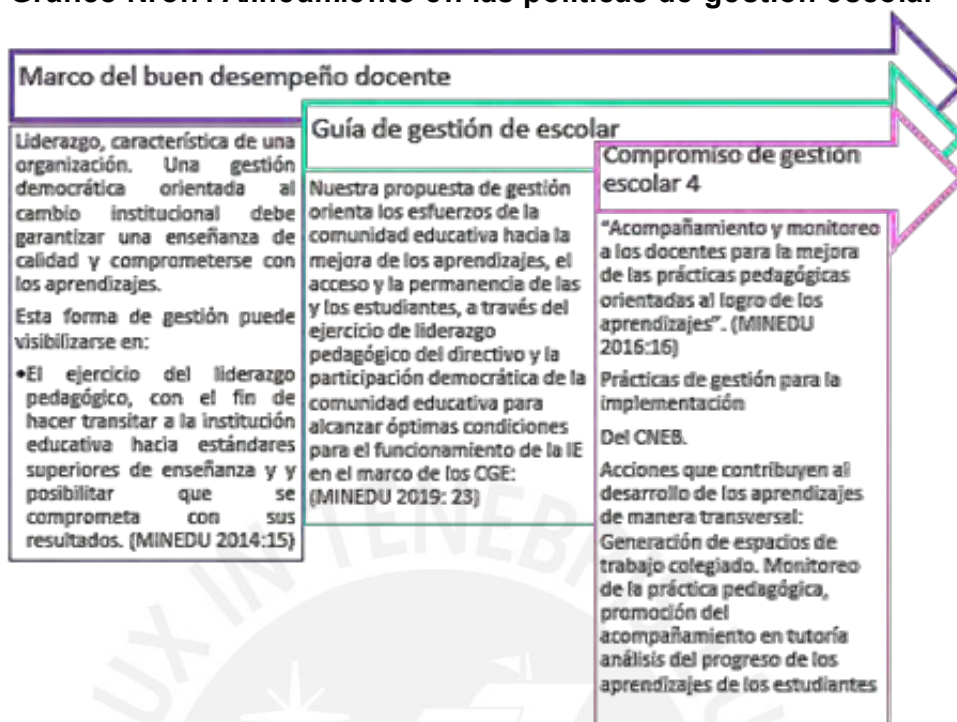 Alineamiento en las políticas de gestión escolar
Marco del buen desempeño docente
Liderazgo, característica de una
organización. Una gestión
democrática orientada al
cambio institucional debe
garantizar una enseñanza de
calidad y comprometerse con
los aprendizajes.
Esta forma de gestión puede
visibilizarse en:
•El ejercicio del liderazgo
pedagógico, con el fin de
hacer transitar a la institución
educativa hacia estándares
superiores de enseñanza y y
posibilitar que se
comprometa con sus
resultados. (MINEDU 2014:15)
Guía de gestión de escolar
Nuestra propuesta de gestión
orienta los esfuerzos de la
comunidad educativa hacia la
mejora de los aprendizajes, el
acceso y la permanencia de las
y los estudiantes, a través del
ejercicio de liderazgo
pedagógico del directivo y la
participación democrática de la
comunidad educativa para
alcanzar óptimas condiciones
para el funcionamiento de la IE
en el marco de los CGE:
(MINEDU 2019: 23)
Compromiso de gestión
escolar 4
"Acompañamiento y monitoreo
a los docentes para la mejora
de las prácticas pedagógicas
orientadas al logro de los
aprendizajes". (MINEDU
2016:16)
Prácticas de gestión para la
implementación
Del CNEB.
Acciones que contribuyen al
desarrollo de los aprendizajes
de manera transversal:
Generación de espacios de
trabajo colegiado. Monitoreo
de la práctica pedagógica,
promoción del
acompañamiento en tutoría
análisis del progreso de los
aprendizajes de los estudiantes
UX IN TENEB